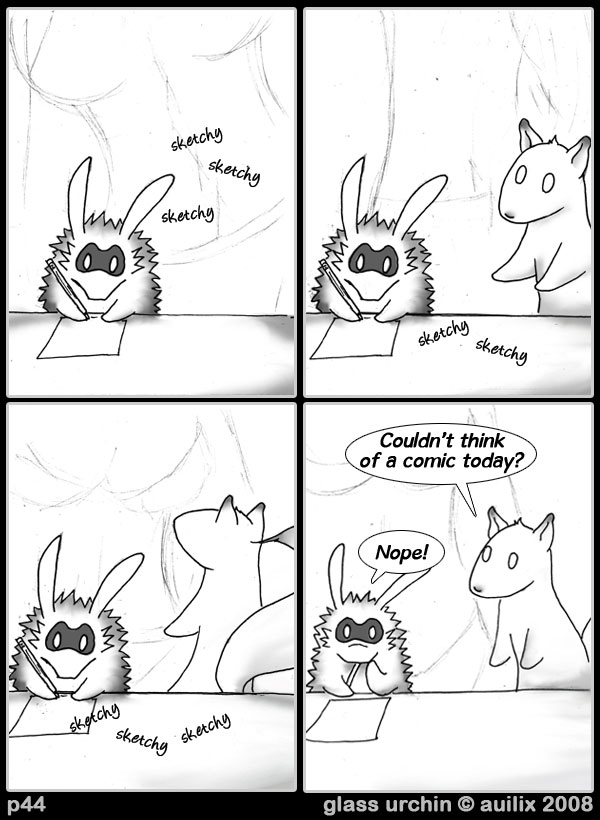 sketchy
sketchy
sketchy
sketchy
sketchy
sketchy
sketchy
sketchy
Couldn't think
of a comic today?
Nope!
p44
glass urchin © auilix 2008